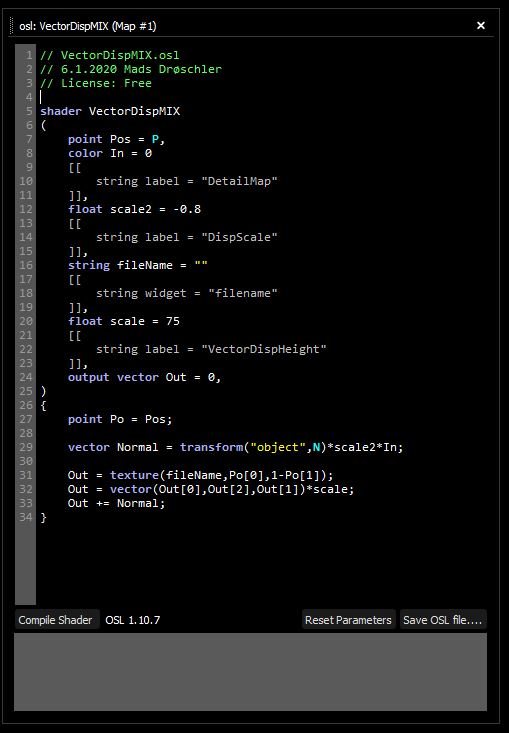 osl: VectorDispMIX (Map #1)
1 // VectorDispMIX.osl
2 // 6.1.2020 Mads Drøschler
3 // License: Free
4
5 shader VectorDispMIX
6 (
7     point Pos = P,
8     color In = 0
9     [[
10         string label = "DetailMap"
11     ]],
12     float scale2 = -0.8
13     [[
14         string label = "DispScale"
15     ]],
16     string fileName = ""
17     [[
18         string widget = "filename"
19     ]],
20     float scale = 75
21     [[
22         string label = "VectorDispHeight"
23     ]],
24     output vector Out = 0,
25 )
26 {
27     point Po = Pos;
28
29     vector Normal = transform("object",N)*scale2*In;
30
31     Out = texture(fileName,Po[0],1-Po[1]);
32     Out = vector(Out[0],Out[2],Out[1])*scale;
33     Out += Normal;
34 }
Compile Shader OSL 1.10.7 Reset Parameters Save OSL file....